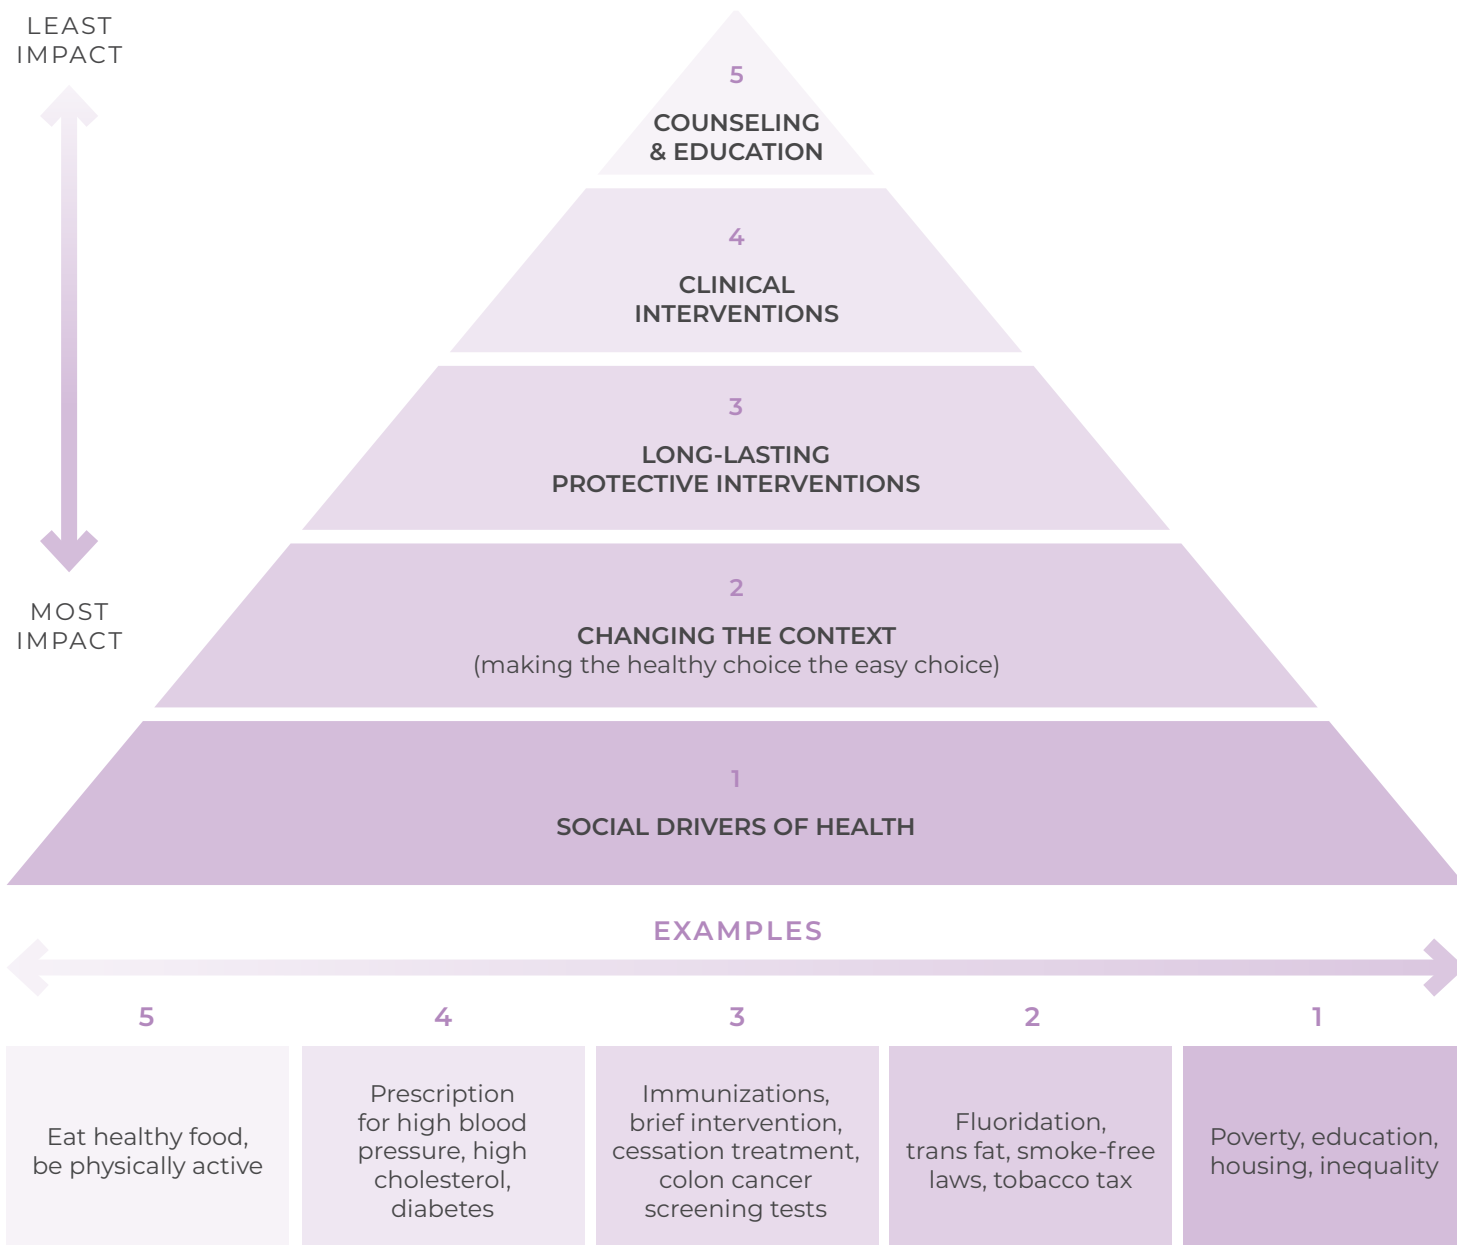 LEAST
IMPACT
5
COUNSELING
& EDUCATION
4
CLINICAL
INTERVENTIONS
3
LONG-LASTING
PROTECTIVE INTERVENTIONS
MOST
IMPACT
2
CHANGING THE CONTEXT
(making the healthy choice the easy choice)
1
SOCIAL DRIVERS OF HEALTH
EXAMPLES
5
Eat healthy food,
be physically active
4
Prescription
for high blood
pressure, high
cholesterol,
diabetes
3
Immunizations,
brief intervention,
cessation treatment,
colon cancer
screening tests
2
Fluoridation,
trans fat, smoke-free
laws, tobacco tax
1
Poverty, education,
housing, inequality